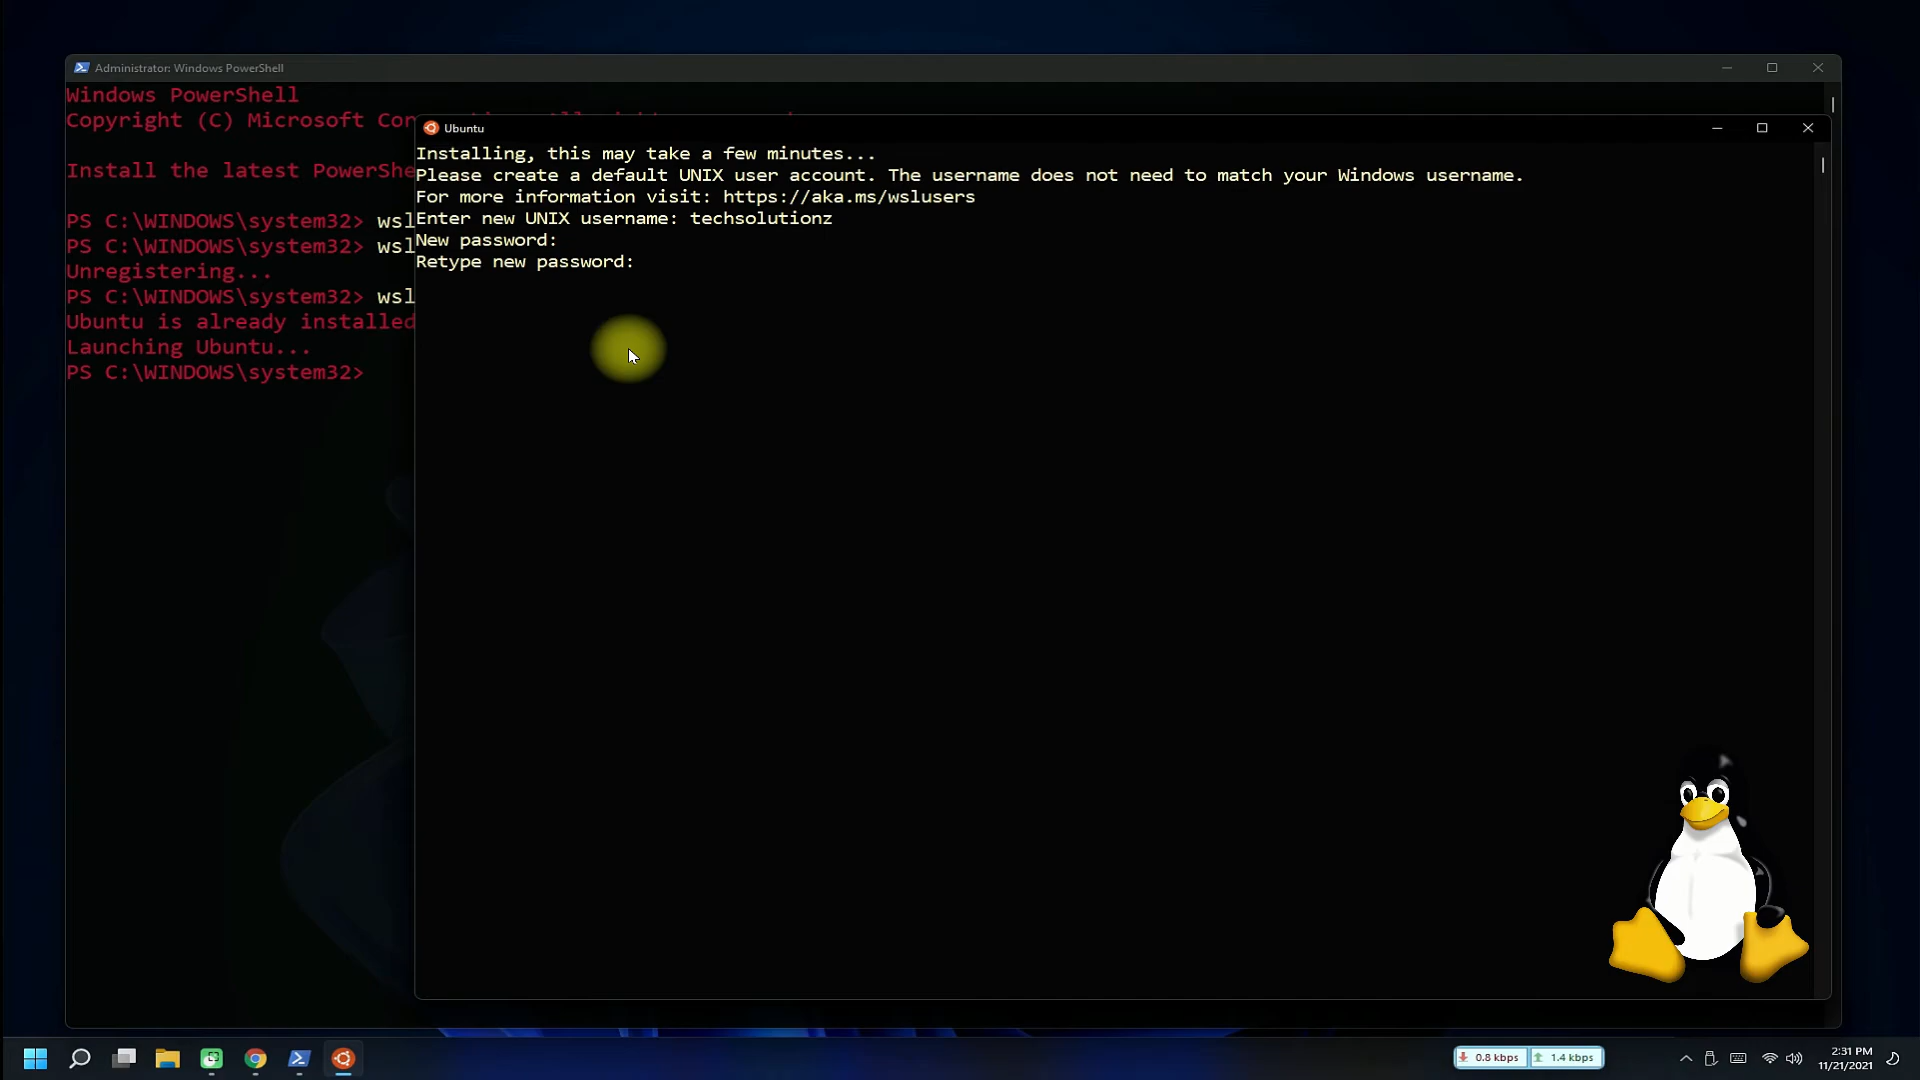 Administrator: Windows PowerShell
Windows PowerShell
Copyright (C) Microsoft
Install the latest
PS C:\WINDOWS\system32> wsl
PS C:\WINDOWS\system32> wsl
Unregistering...
PS C:\WINDOWS\system32> wsl
Ubuntu is already installed
Launching Ubuntu...
PS C:\WINDOWS\system32>
Ubuntu
Installing, this may take a few minutes...
Please create a default UNIX user account. The username does not need to match your Windows username.
For more information visit: https://aka.ms/wslusers
Enter new UNIX username: techsolutionz
New password:
Retype new password:
0.8 kbps 1.4 kbps
2:31 PM
11/21/2021